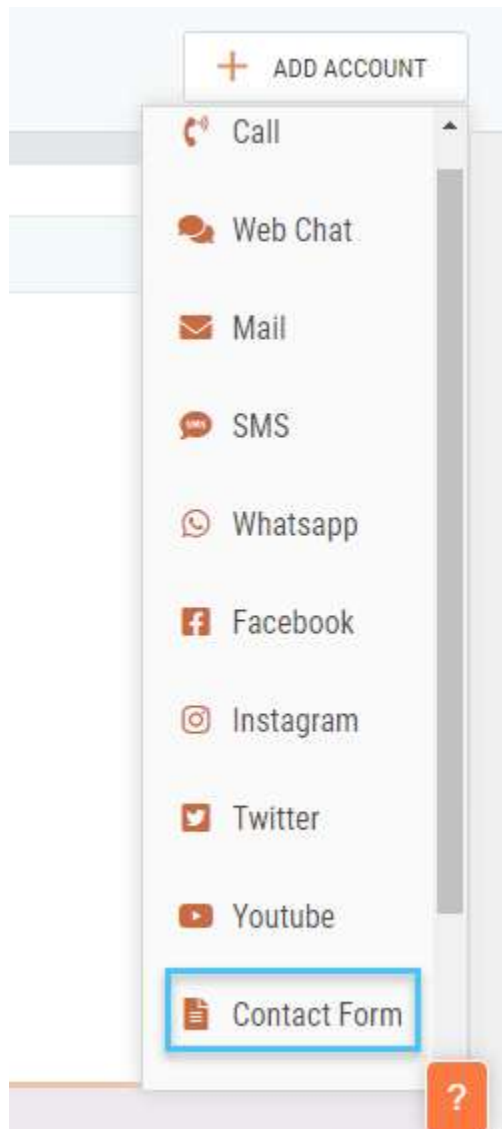 ADD ACCOUNT
Call
Web Chat
Mail
SMS
Whatsapp
Facebook
Instagram
Twitter
Youtube
Contact Form
?